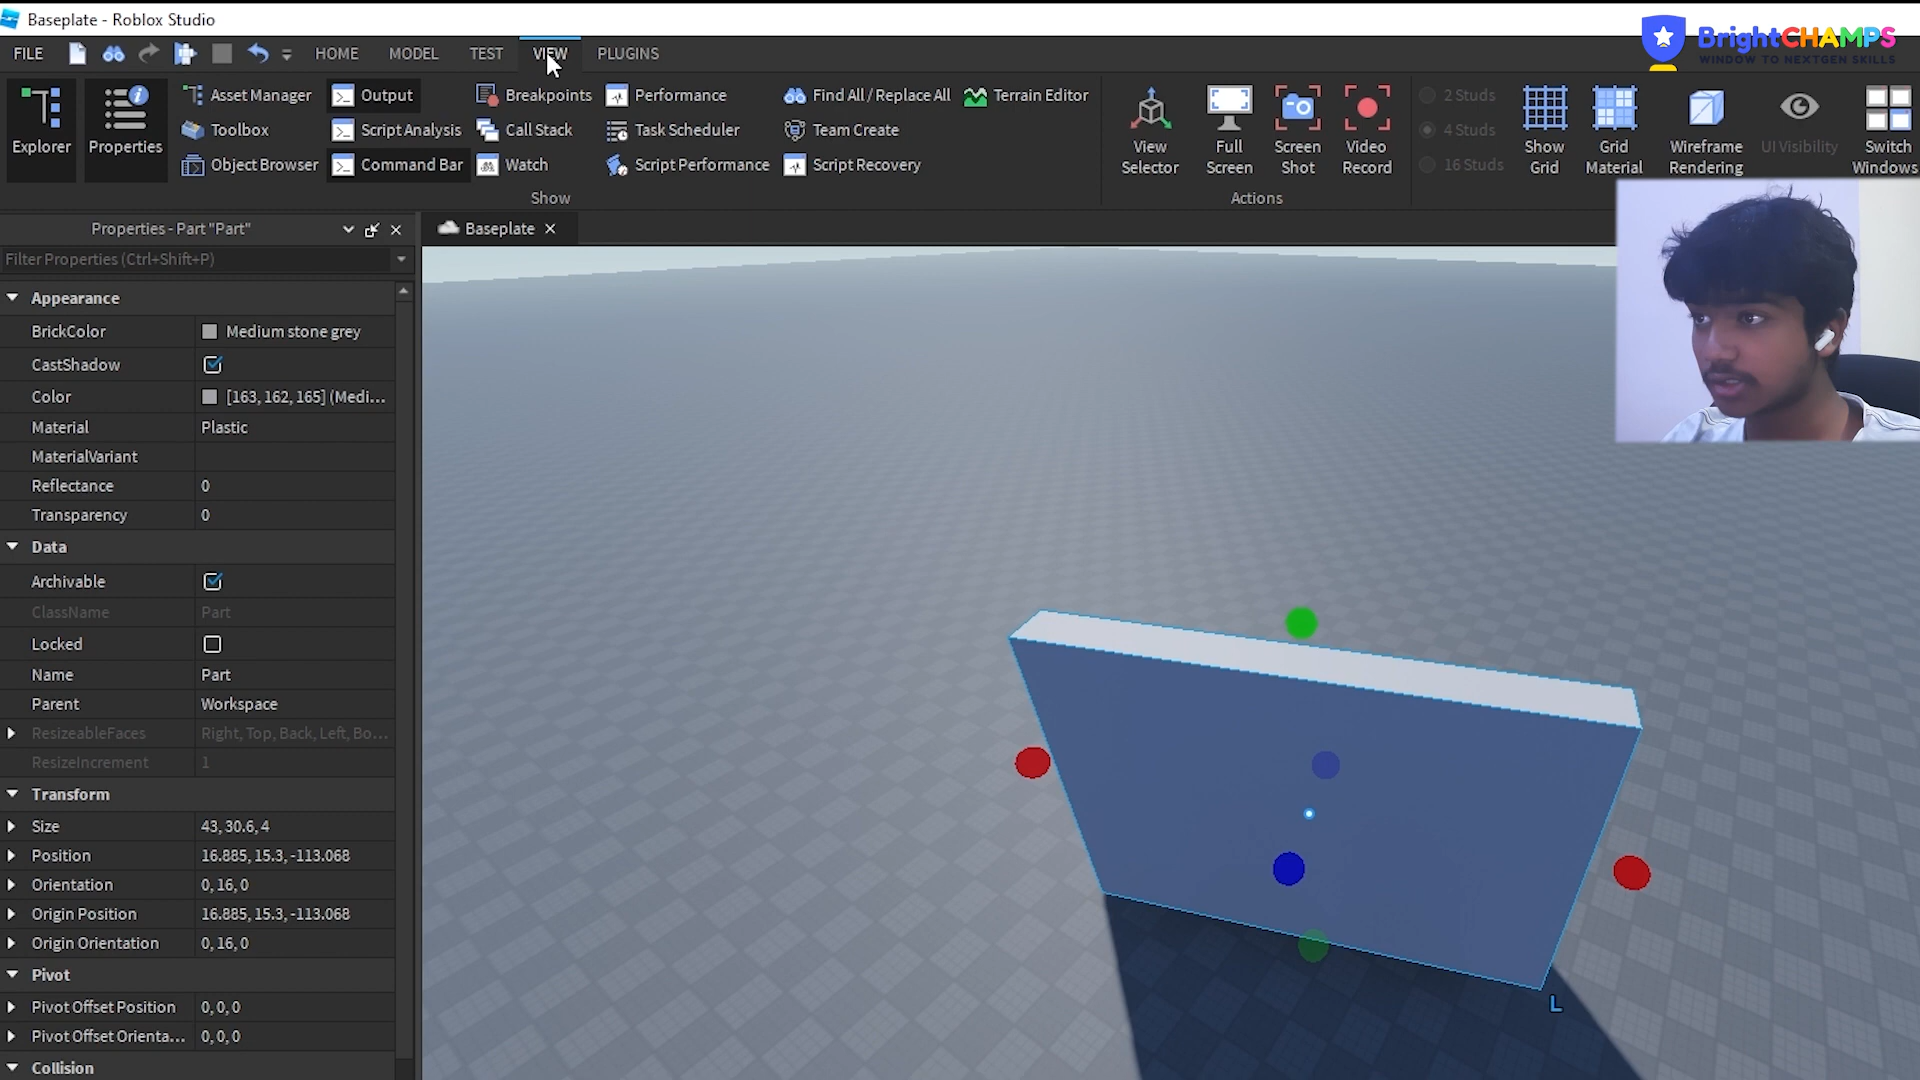 Baseplate - Roblox Studio
BrightCHAMPS
WINDOW TO NEXTGEN SKILLS
FILE HOME MODEL TEST VIEW PLUGINS
Explorer
Properties
Asset Manager
Toolbox
Object Browser
Output
Script Analysis
Command Bar
Breakpoints
Call Stack
Watch
Performance
Task Scheduler
Script Performance
Find All / Replace All
Team Create
Script Recovery
Terrain Editor
Show
View
Selector
Full
Screen
Screen
Shot
Video
Record
Actions
2 Studs
4 Studs
16 Studs
Show
Grid
Grid
Material
Wireframe
Rendering
UI Visibility
Switch
Windows
Properties - Part "Part"
Baseplate
Filter Properties (Ctrl+Shift+P)
Appearance
BrickColor Medium stone grey
CastShadow
Color [163, 162, 165] (Medi...
Material Plastic
MaterialVariant
Reflectance 0
Transparency 0
Data
Archivable
ClassName Part
Locked
Name Part
Parent Workspace
ResizeableFaces Right, Top, Back, Left, Bo...
ResizeIncrement 1
Transform
Size 43, 30.6, 4
Position 16.885, 15.3, -113.068
Orientation 0, 16, 0
Origin Position 16.885, 15.3, -113.068
Origin Orientation 0, 16, 0
Pivot
Pivot Offset Position 0, 0, 0
Pivot Offset Orienta... 0, 0, 0
Collision
L